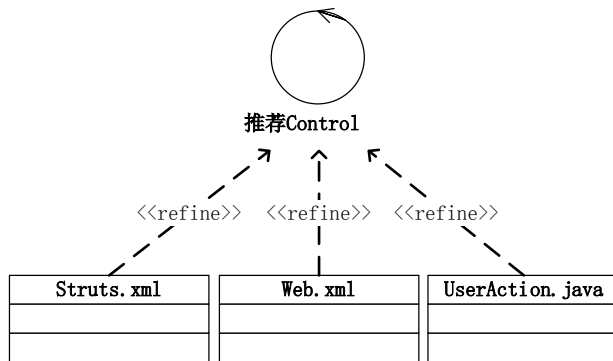 推荐Control
<<refine>> <<refine>> <<refine>>
Struts.xml Web.xml UserAction.java